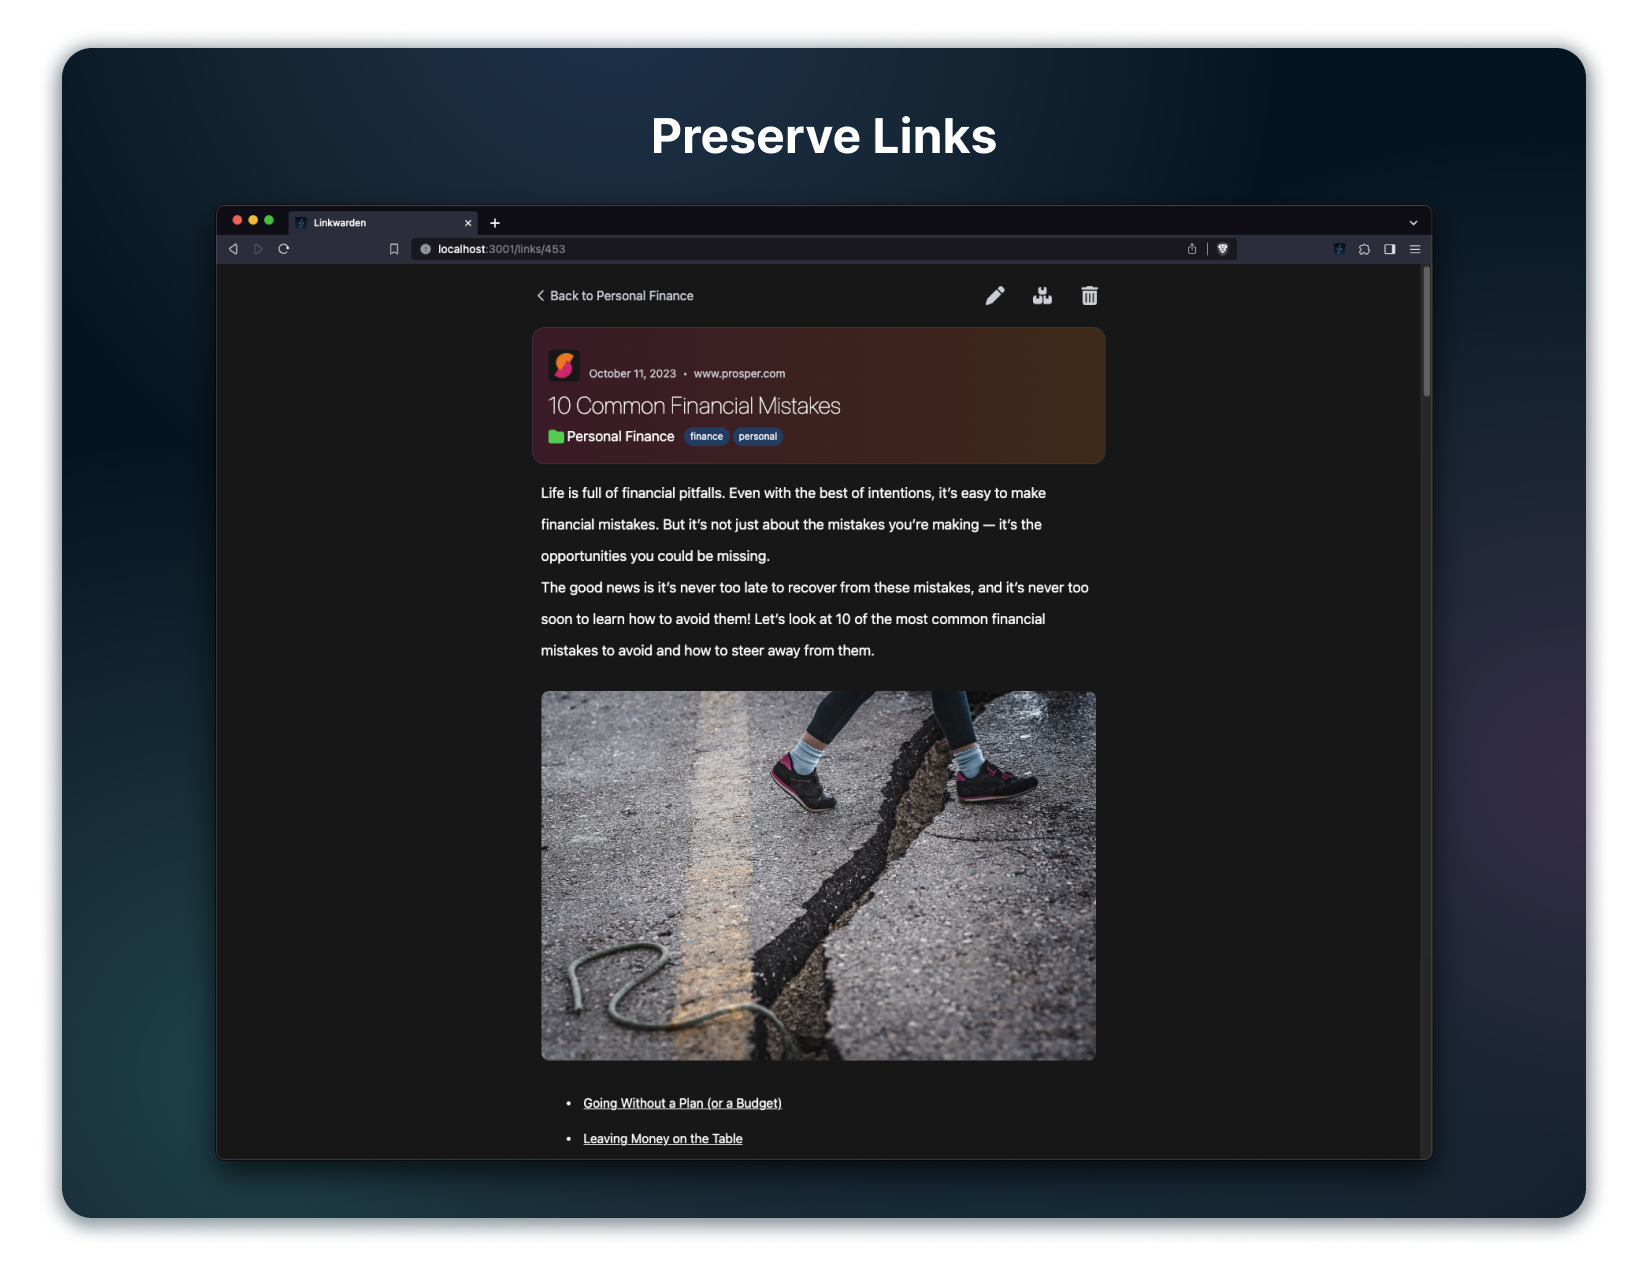 Preserve Links
Linkwarden
localhost:3001/links/453
Back to Personal Finance
October 11, 2023 • www.prosper.com
10 Common Financial Mistakes
Personal Finance finance personal
Life is full of financial pitfalls. Even with the best of intentions, it’s easy to make
financial mistakes. But it’s not just about the mistakes you’re making — it’s the
opportunities you could be missing.
The good news is it’s never too late to recover from these mistakes, and it’s never too
soon to learn how to avoid them! Let’s look at 10 of the most common financial
mistakes to avoid and how to steer away from them.
• Going Without a Plan (or a Budget)
• Leaving Money on the Table